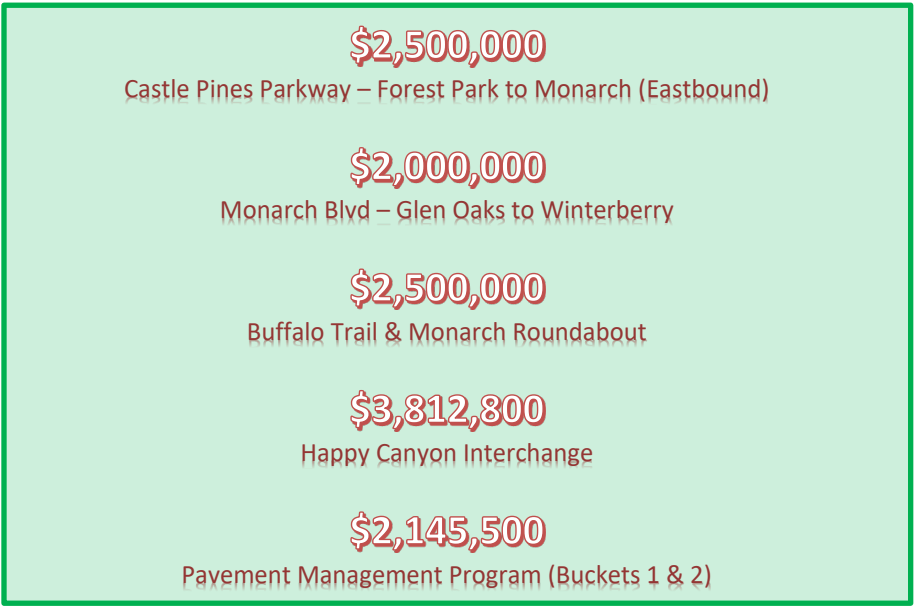 $2,500,000
Castle Pines Parkway – Forest Park to Monarch (Eastbound)
$2,000,000
Monarch Blvd – Glen Oaks to Winterberry
$2,500,000
Buffalo Trail & Monarch Roundabout
$3,812,800
Happy Canyon Interchange
$2,145,500
Pavement Management Program (Buckets 1 & 2)